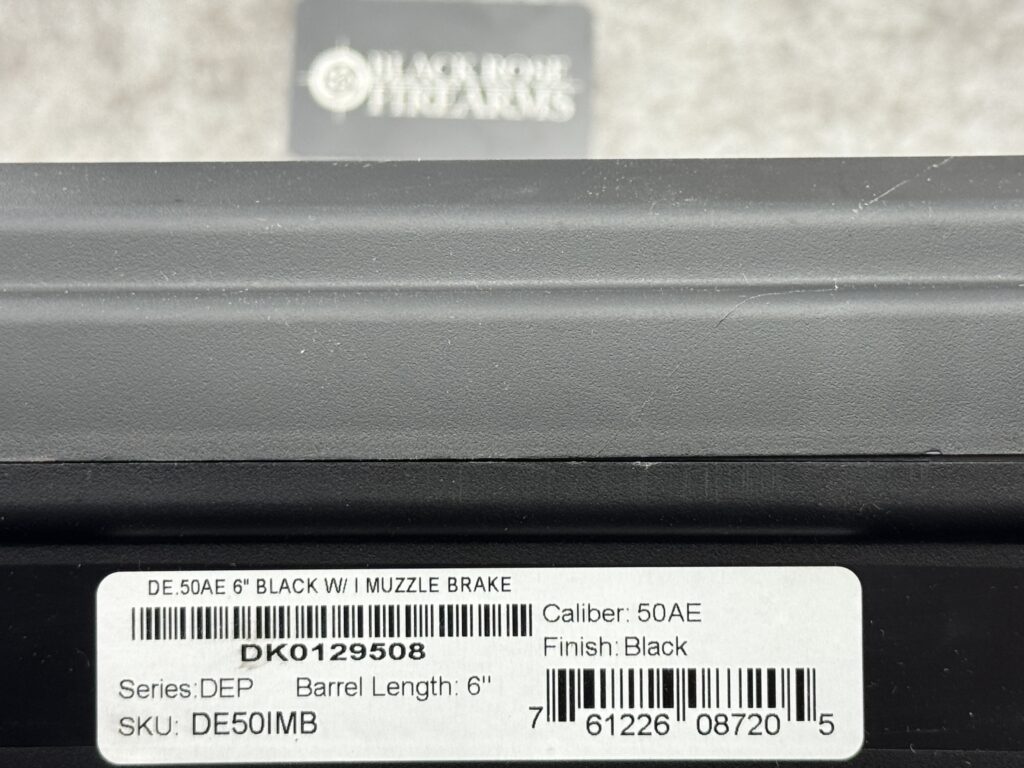 BLACK ROSE
FIREARMS
DE.50AE 6" BLACK W/ I MUZZLE BRAKE
DK0129508
Series:DEP Barrel Length: 6"
SKU: DE50IMB
Caliber: 50AE
Finish: Black
7 61226 08720 5